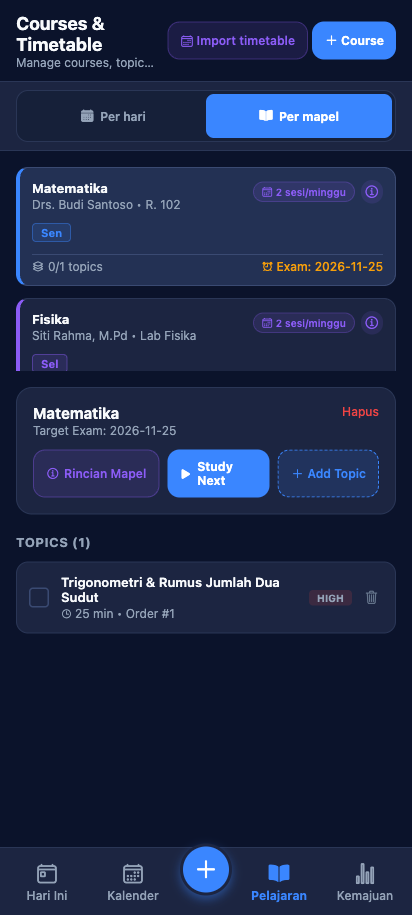 Courses &
Timetable
Manage courses, topic...
Import timetable
+ Course
Per hari
Per mapel
Matematika
2 sesi/minggu
Drs. Budi Santoso • R. 102
Sen
0/1 topics
Exam: 2026-11-25
Fisika
2 sesi/minggu
Siti Rahma, M.Pd • Lab Fisika
Sel
Matematika
Hapus
Target Exam: 2026-11-25
Rincian Mapel
Study
Next
+ Add Topic
TOPICS (1)
Trigonometri & Rumus Jumlah Dua
Sudut
HIGH
25 min • Order #1
Hari Ini
Kalender
Pelajaran
Kemajuan